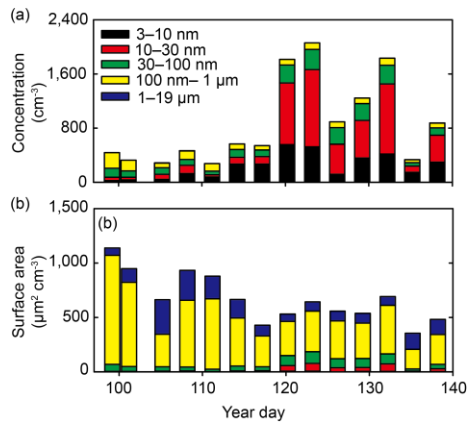 (a)
2,400
1,600
800
0
Concentration
(cm⁻³)
3–10 nm
10–30 nm
30–100 nm
100 nm– 1 μm
1–19 μm
(b)
1,500
(b)
1,000
500
0
Surface area
(μm² cm⁻³)
100 110 120 130 140
Year day